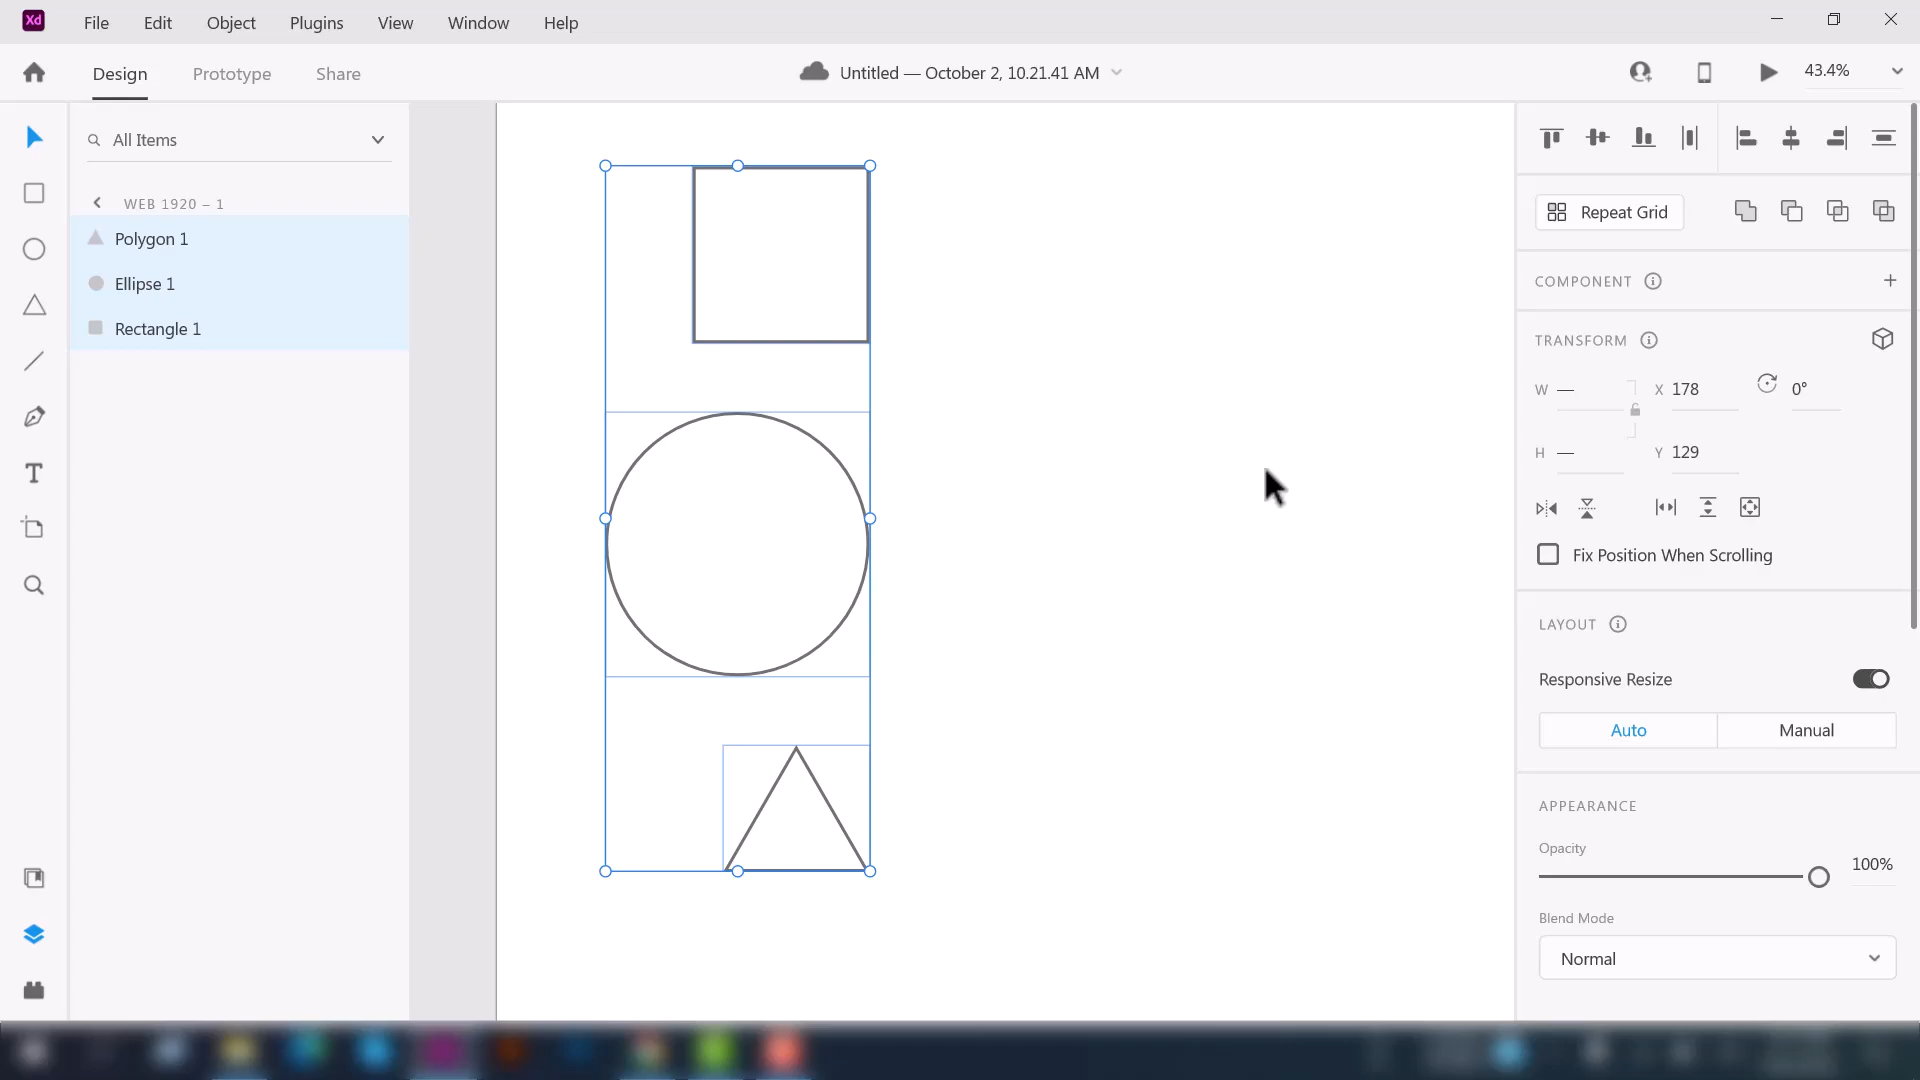 Xd File Edit Object Plugins View Window Help
Design Prototype Share Untitled — October 2, 10.21.41 AM 43.4%
All Items
WEB 1920 – 1
Polygon 1
Ellipse 1
Rectangle 1
Repeat Grid
COMPONENT
TRANSFORM
W — X 178 0°
H — Y 129
Fix Position When Scrolling
LAYOUT
Responsive Resize
Auto Manual
APPEARANCE
Opacity
100%
Blend Mode
Normal